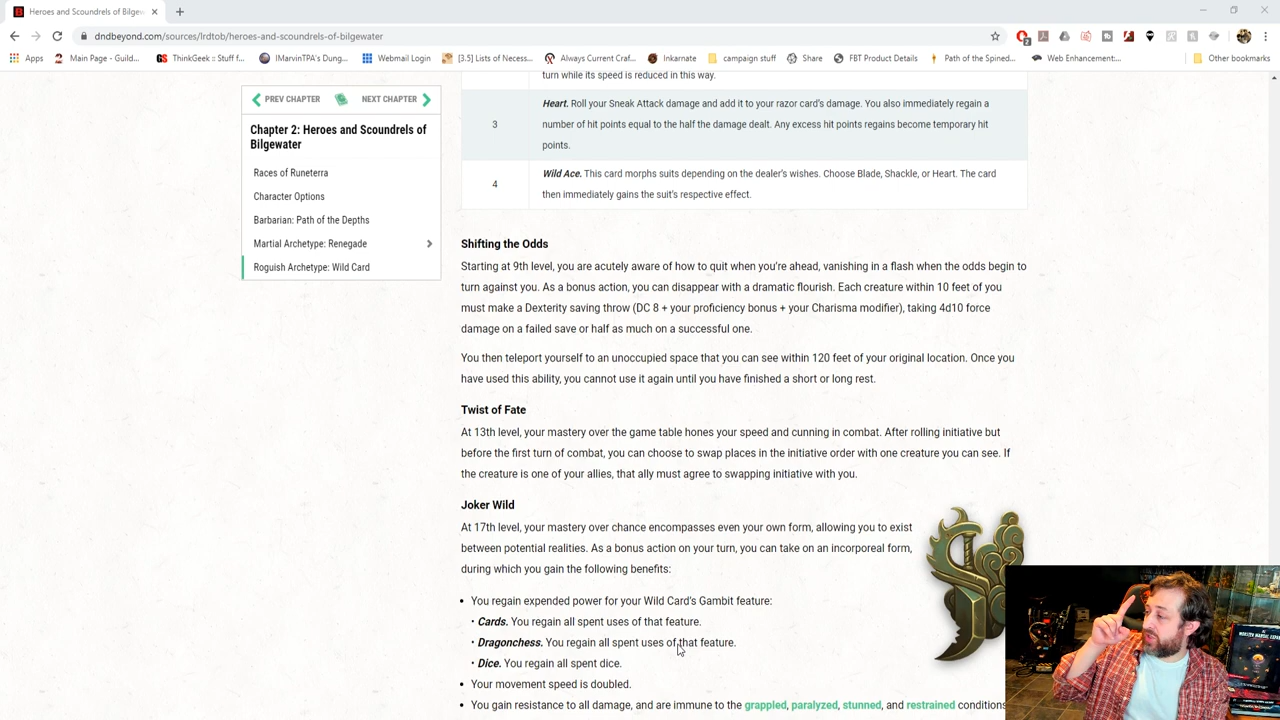 Heroes and Scoundrels of Bilgew
dndbeyond.com/sources/lrdtob/heroes-and-scoundrels-of-bilgewater
Apps
Main Page - Guild...
ThinkGeek :: Stuff f...
IMarvinTPA's Dung...
Webmail Login
[3.5] Lists of Necess...
Always Current Craf...
Inkarnate
campaign stuff
Share
FBT Product Details
Path of the Spined...
Web Enhancement:...
Other bookmarks
PREV CHAPTER
NEXT CHAPTER
Chapter 2: Heroes and Scoundrels of
Bilgewater
Races of Runeterra
Character Options
Barbarian: Path of the Depths
Martial Archetype: Renegade
Roguish Archetype: Wild Card
turn while its speed is reduced in this way.
3
Heart. Roll your Sneak Attack damage and add it to your razor card's damage. You also immediately regain a
number of hit points equal to the half the damage dealt. Any excess hit points regains become temporary hit
points.
4
Wild Ace. This card morphs suits depending on the dealer's wishes. Choose Blade, Shackle, or Heart. The card
then immediately gains the suit's respective effect.
Shifting the Odds
Starting at 9th level, you are acutely aware of how to quit when you're ahead, vanishing in a flash when the odds begin to
turn against you. As a bonus action, you can disappear with a dramatic flourish. Each creature within 10 feet of you
must make a Dexterity saving throw (DC 8 + your proficiency bonus + your Charisma modifier), taking 4d10 force
damage on a failed save or half as much on a successful one.
You then teleport yourself to an unoccupied space that you can see within 120 feet of your original location. Once you
have used this ability, you cannot use it again until you have finished a short or long rest.
Twist of Fate
At 13th level, your mastery over the game table hones your speed and cunning in combat. After rolling initiative but
before the first turn of combat, you can choose to swap places in the initiative order with one creature you can see. If
the creature is one of your allies, that ally must agree to swapping initiative with you.
Joker Wild
At 17th level, your mastery over chance encompasses even your own form, allowing you to exist
between potential realities. As a bonus action on your turn, you can take on an incorporeal form,
during which you gain the following benefits:
• You regain expended power for your Wild Card's Gambit feature:
• Cards. You regain all spent uses of that feature.
• Dragonchess. You regain all spent uses of that feature.
• Dice. You regain all spent dice.
• Your movement speed is doubled.
• You gain resistance to all damage, and are immune to the grappled, paralyzed, stunned, and restrained conditions